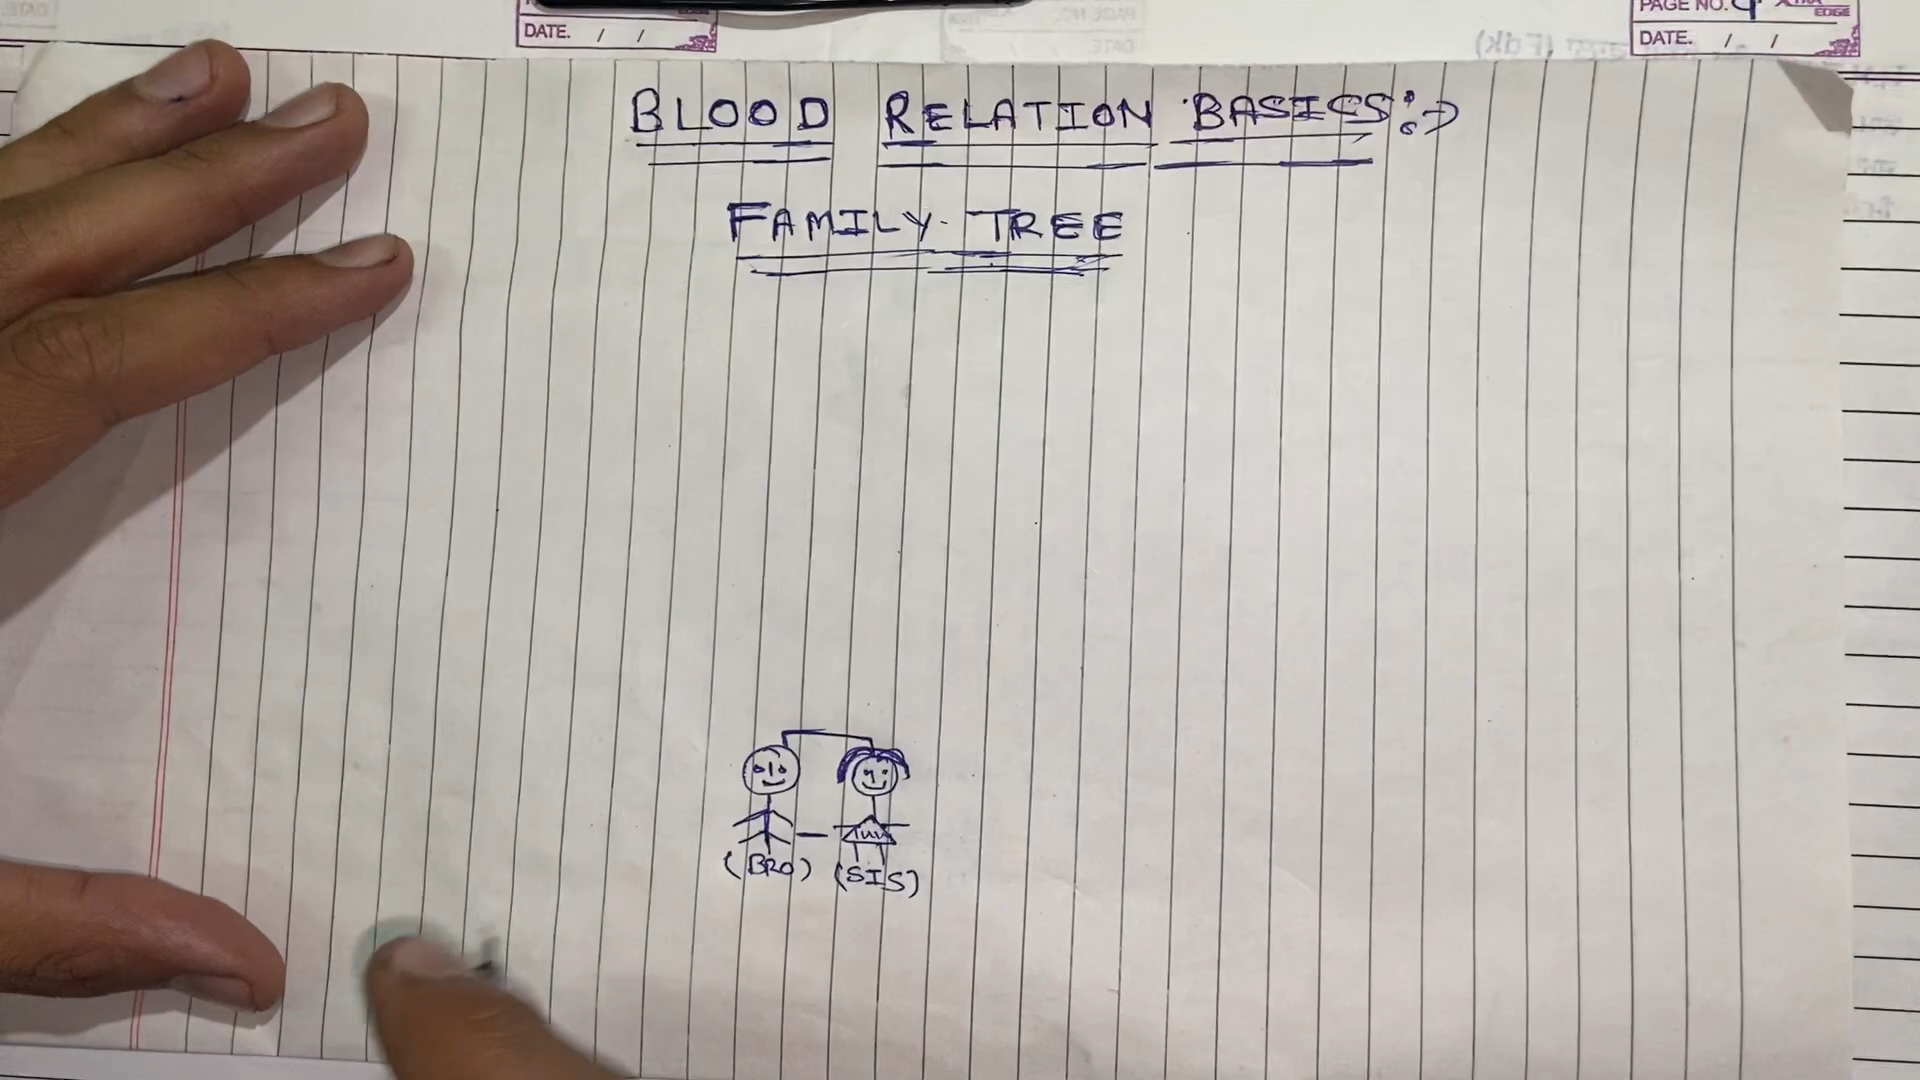 PAGE NO.
DATE. / /
DATE. / /
BLOOD RELATION BASICS :->
FAMILY TREE
(BRO) (SIS)